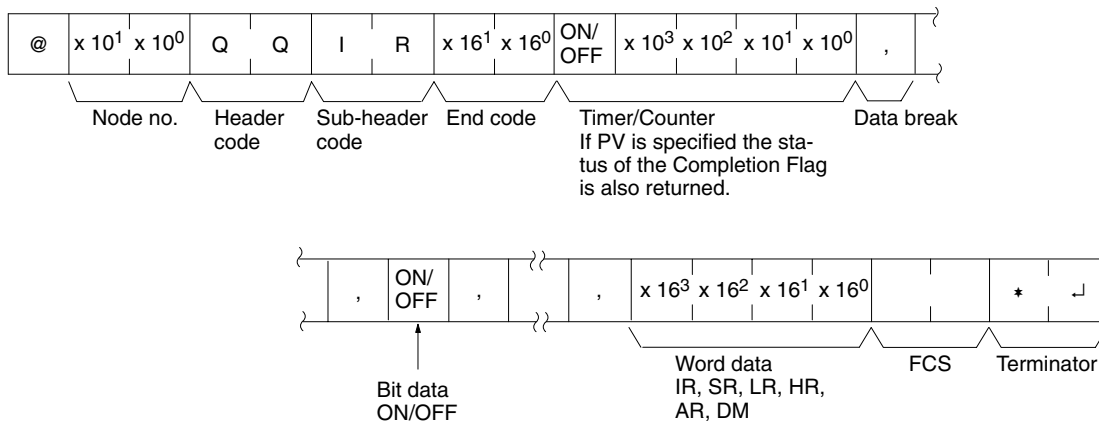 @ x 10¹ x 10⁰ Q Q I R x 16¹ x 16⁰ ON/OFF x 10³ x 10² x 10¹ x 10⁰ ,
Node no. Header code Sub-header code End code Timer/Counter Data break
If PV is specified the sta-
tus of the Completion Flag
is also returned.
, ON/OFF , , x 16³ x 16² x 16¹ x 16⁰ * ↵
Word data FCS Terminator
IR, SR, LR, HR,
AR, DM
Bit data
ON/OFF